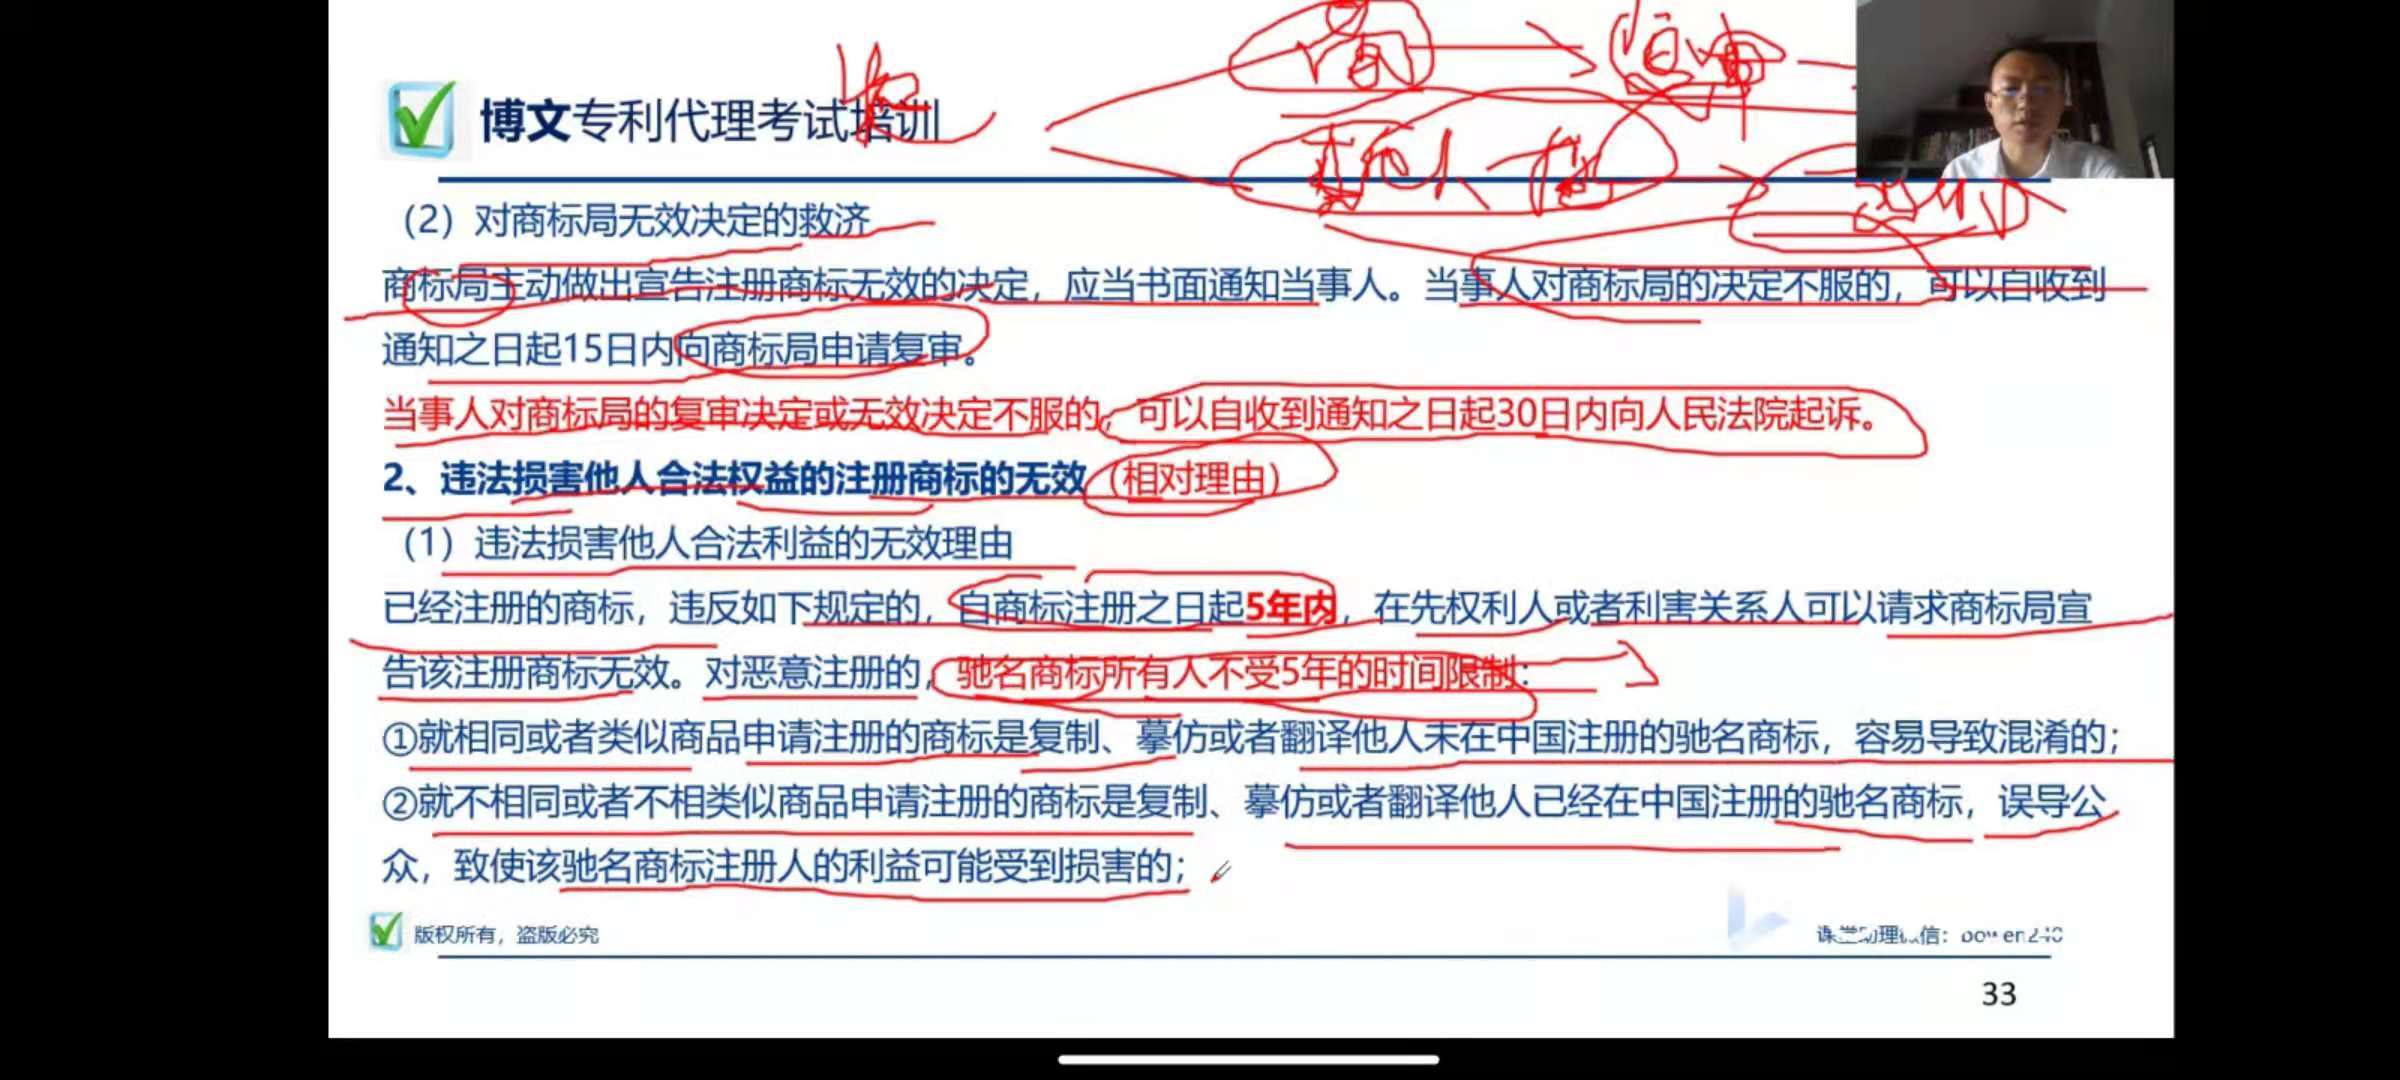 博文专利代理考试培训
（2）对商标局无效决定的救济
商标局主动做出宣告注册商标无效的决定，应当书面通知当事人。当事人对商标局的决定不服的，可以自收到
通知之日起15日内向商标局申请复审。
当事人对商标局的复审决定或无效决定不服的，可以自收到通知之日起30日内向人民法院起诉。
2、违法损害他人合法权益的注册商标的无效（相对理由）
（1）违法损害他人合法利益的无效理由
已经注册的商标，违反如下规定的，自商标注册之日起5年内，在先权利人或者利害关系人可以请求商标局宣
告该注册商标无效。对恶意注册的，驰名商标所有人不受5年的时间限制：
①就相同或者类似商品申请注册的商标是复制、摹仿或者翻译他人未在中国注册的驰名商标，容易导致混淆的；
②就不相同或者不相类似商品申请注册的商标是复制、摹仿或者翻译他人已经在中国注册的驰名商标，误导公
众，致使该驰名商标注册人的利益可能受到损害的；
版权所有，盗版必究
33